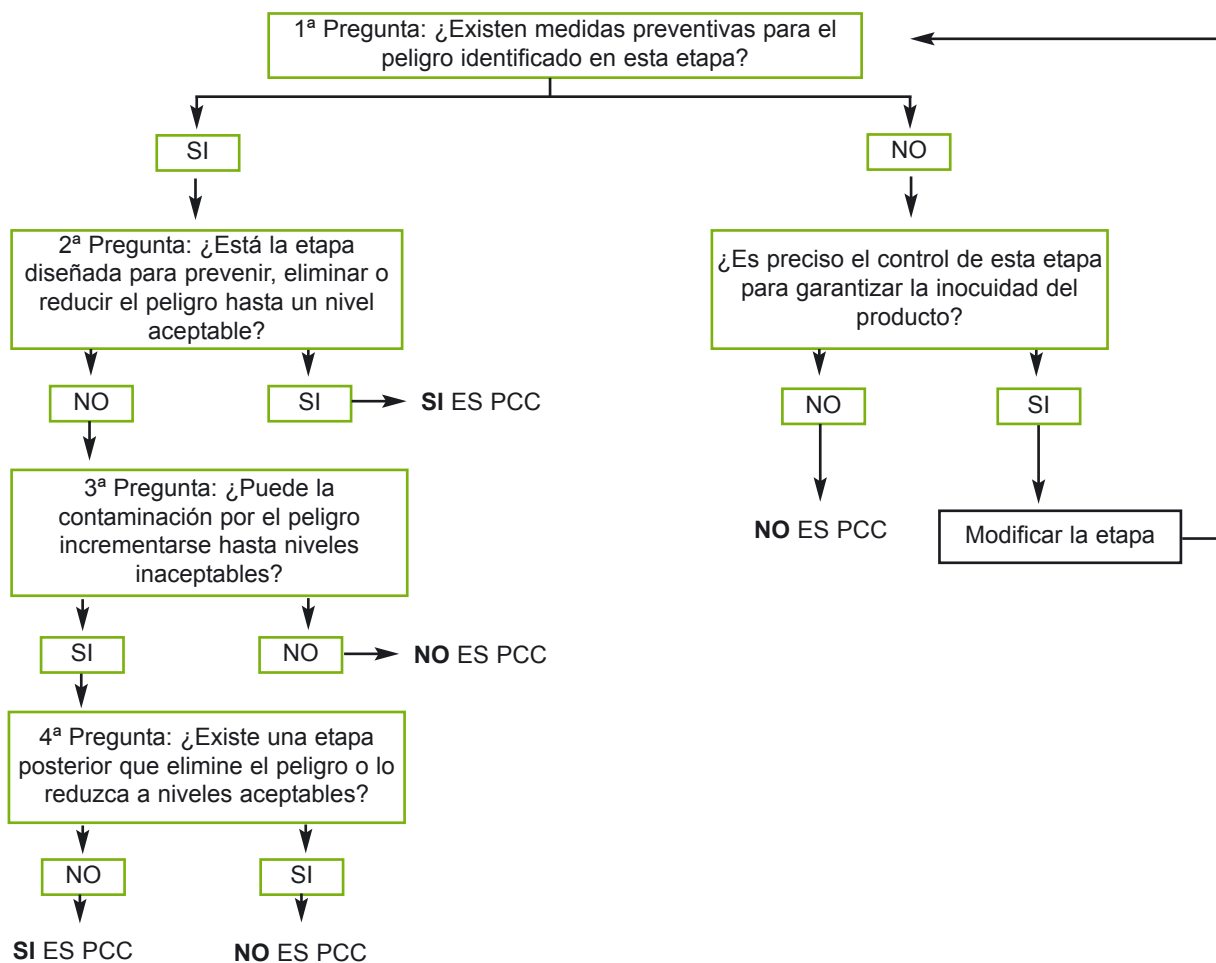 1ª Pregunta: ¿Existen medidas preventivas para el
peligro identificado en esta etapa?
SI
NO
2ª Pregunta: ¿Está la etapa
diseñada para prevenir, eliminar o
reducir el peligro hasta un nivel
aceptable?
¿Es preciso el control de esta etapa
para garantizar la inocuidad del
producto?
NO
SI
SI ES PCC
NO
SI
3ª Pregunta: ¿Puede la
contaminación por el peligro
incrementarse hasta niveles
inaceptables?
NO ES PCC
Modificar la etapa
SI
NO
NO ES PCC
4ª Pregunta: ¿Existe una etapa
posterior que elimine el peligro o lo
reduzca a niveles aceptables?
NO
SI
SI ES PCC
NO ES PCC